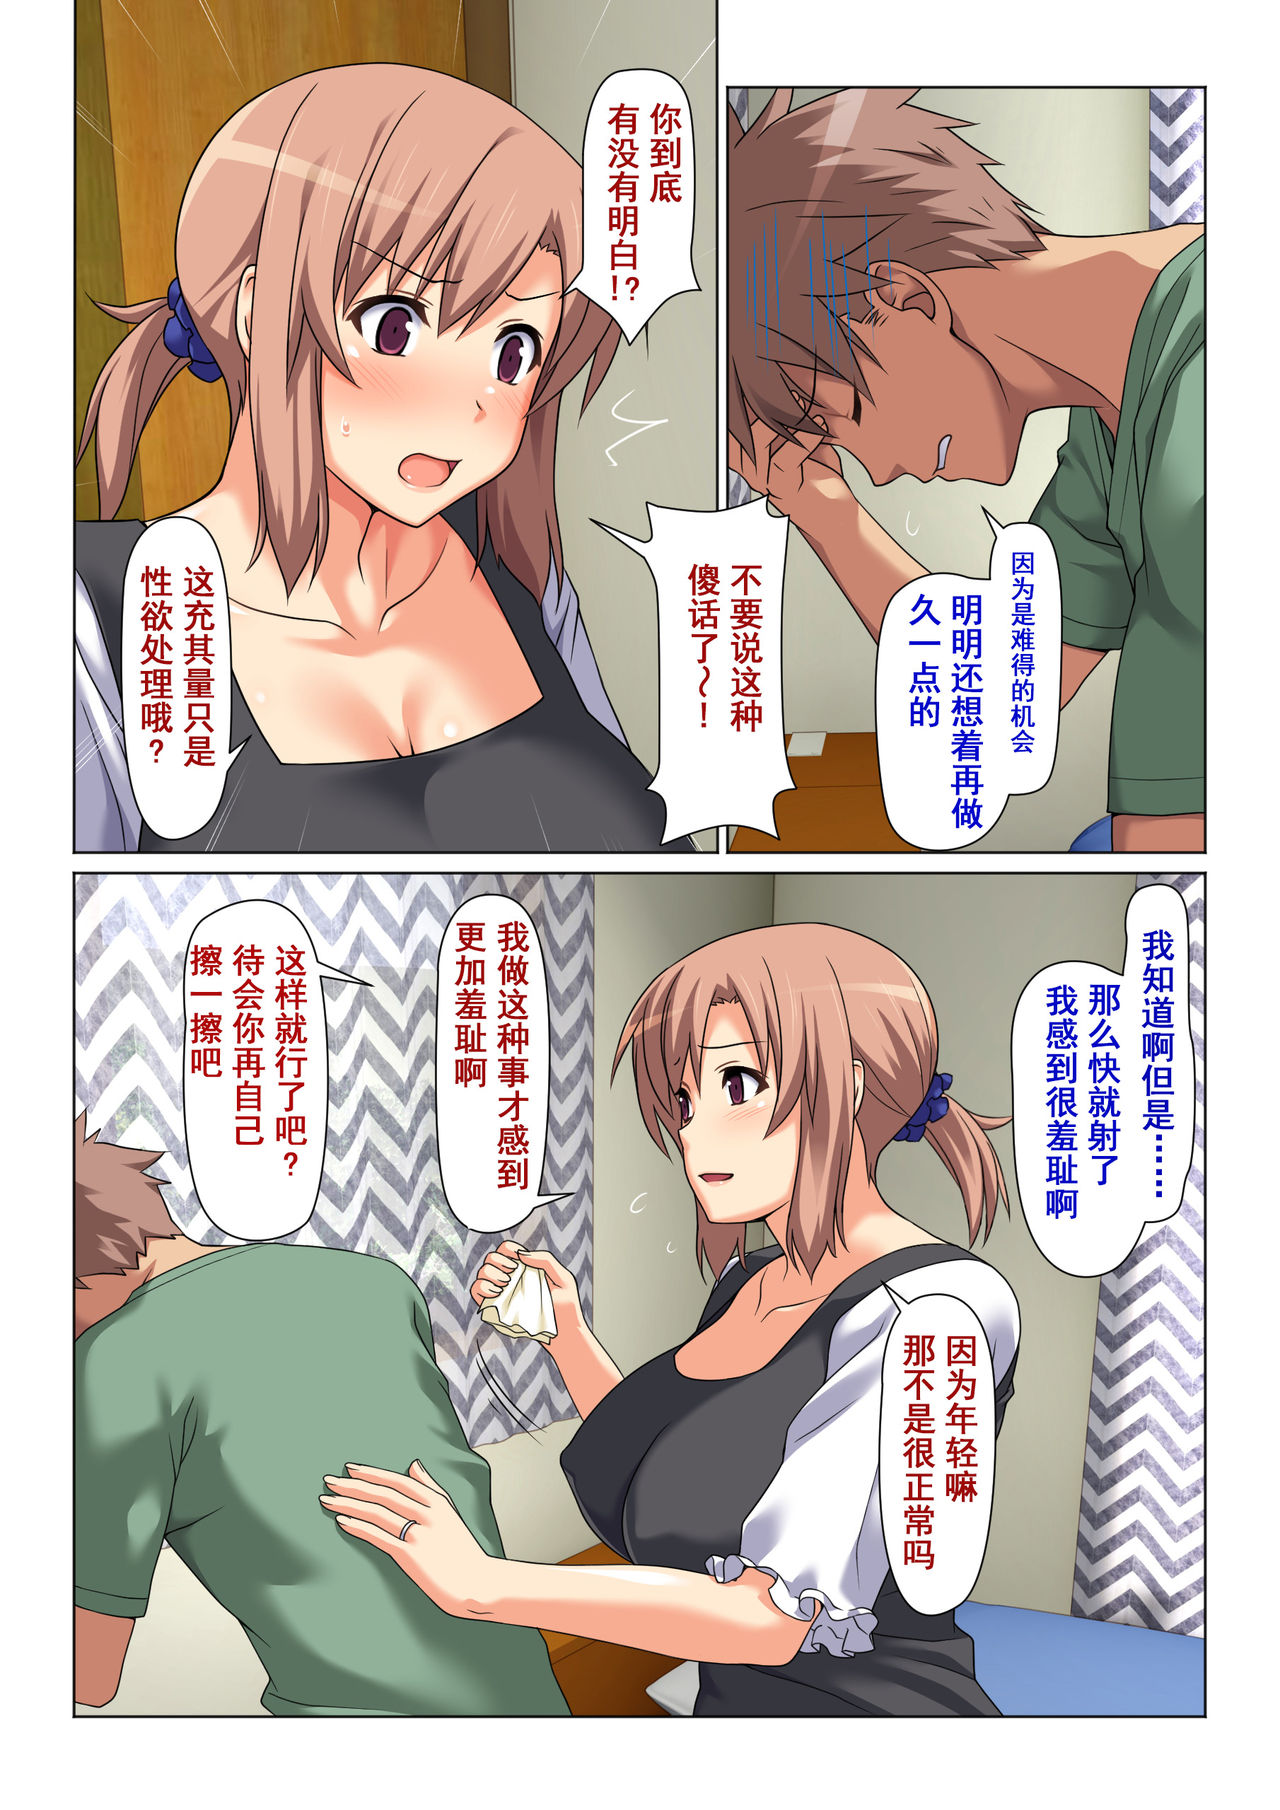 因为是难得的机会
明明还想着再做
久一点的
你到底
有没有明白!?
不要说这种
傻话了～！
这充其量只是
性欲处理哦？
我知道啊但是……
那么快就射了
我感到很羞耻啊
因为年轻嘛
那不是很正常吗
我做这种事才感到
更加羞耻啊
这样就行了吧？
待会你再自己
擦一擦吧